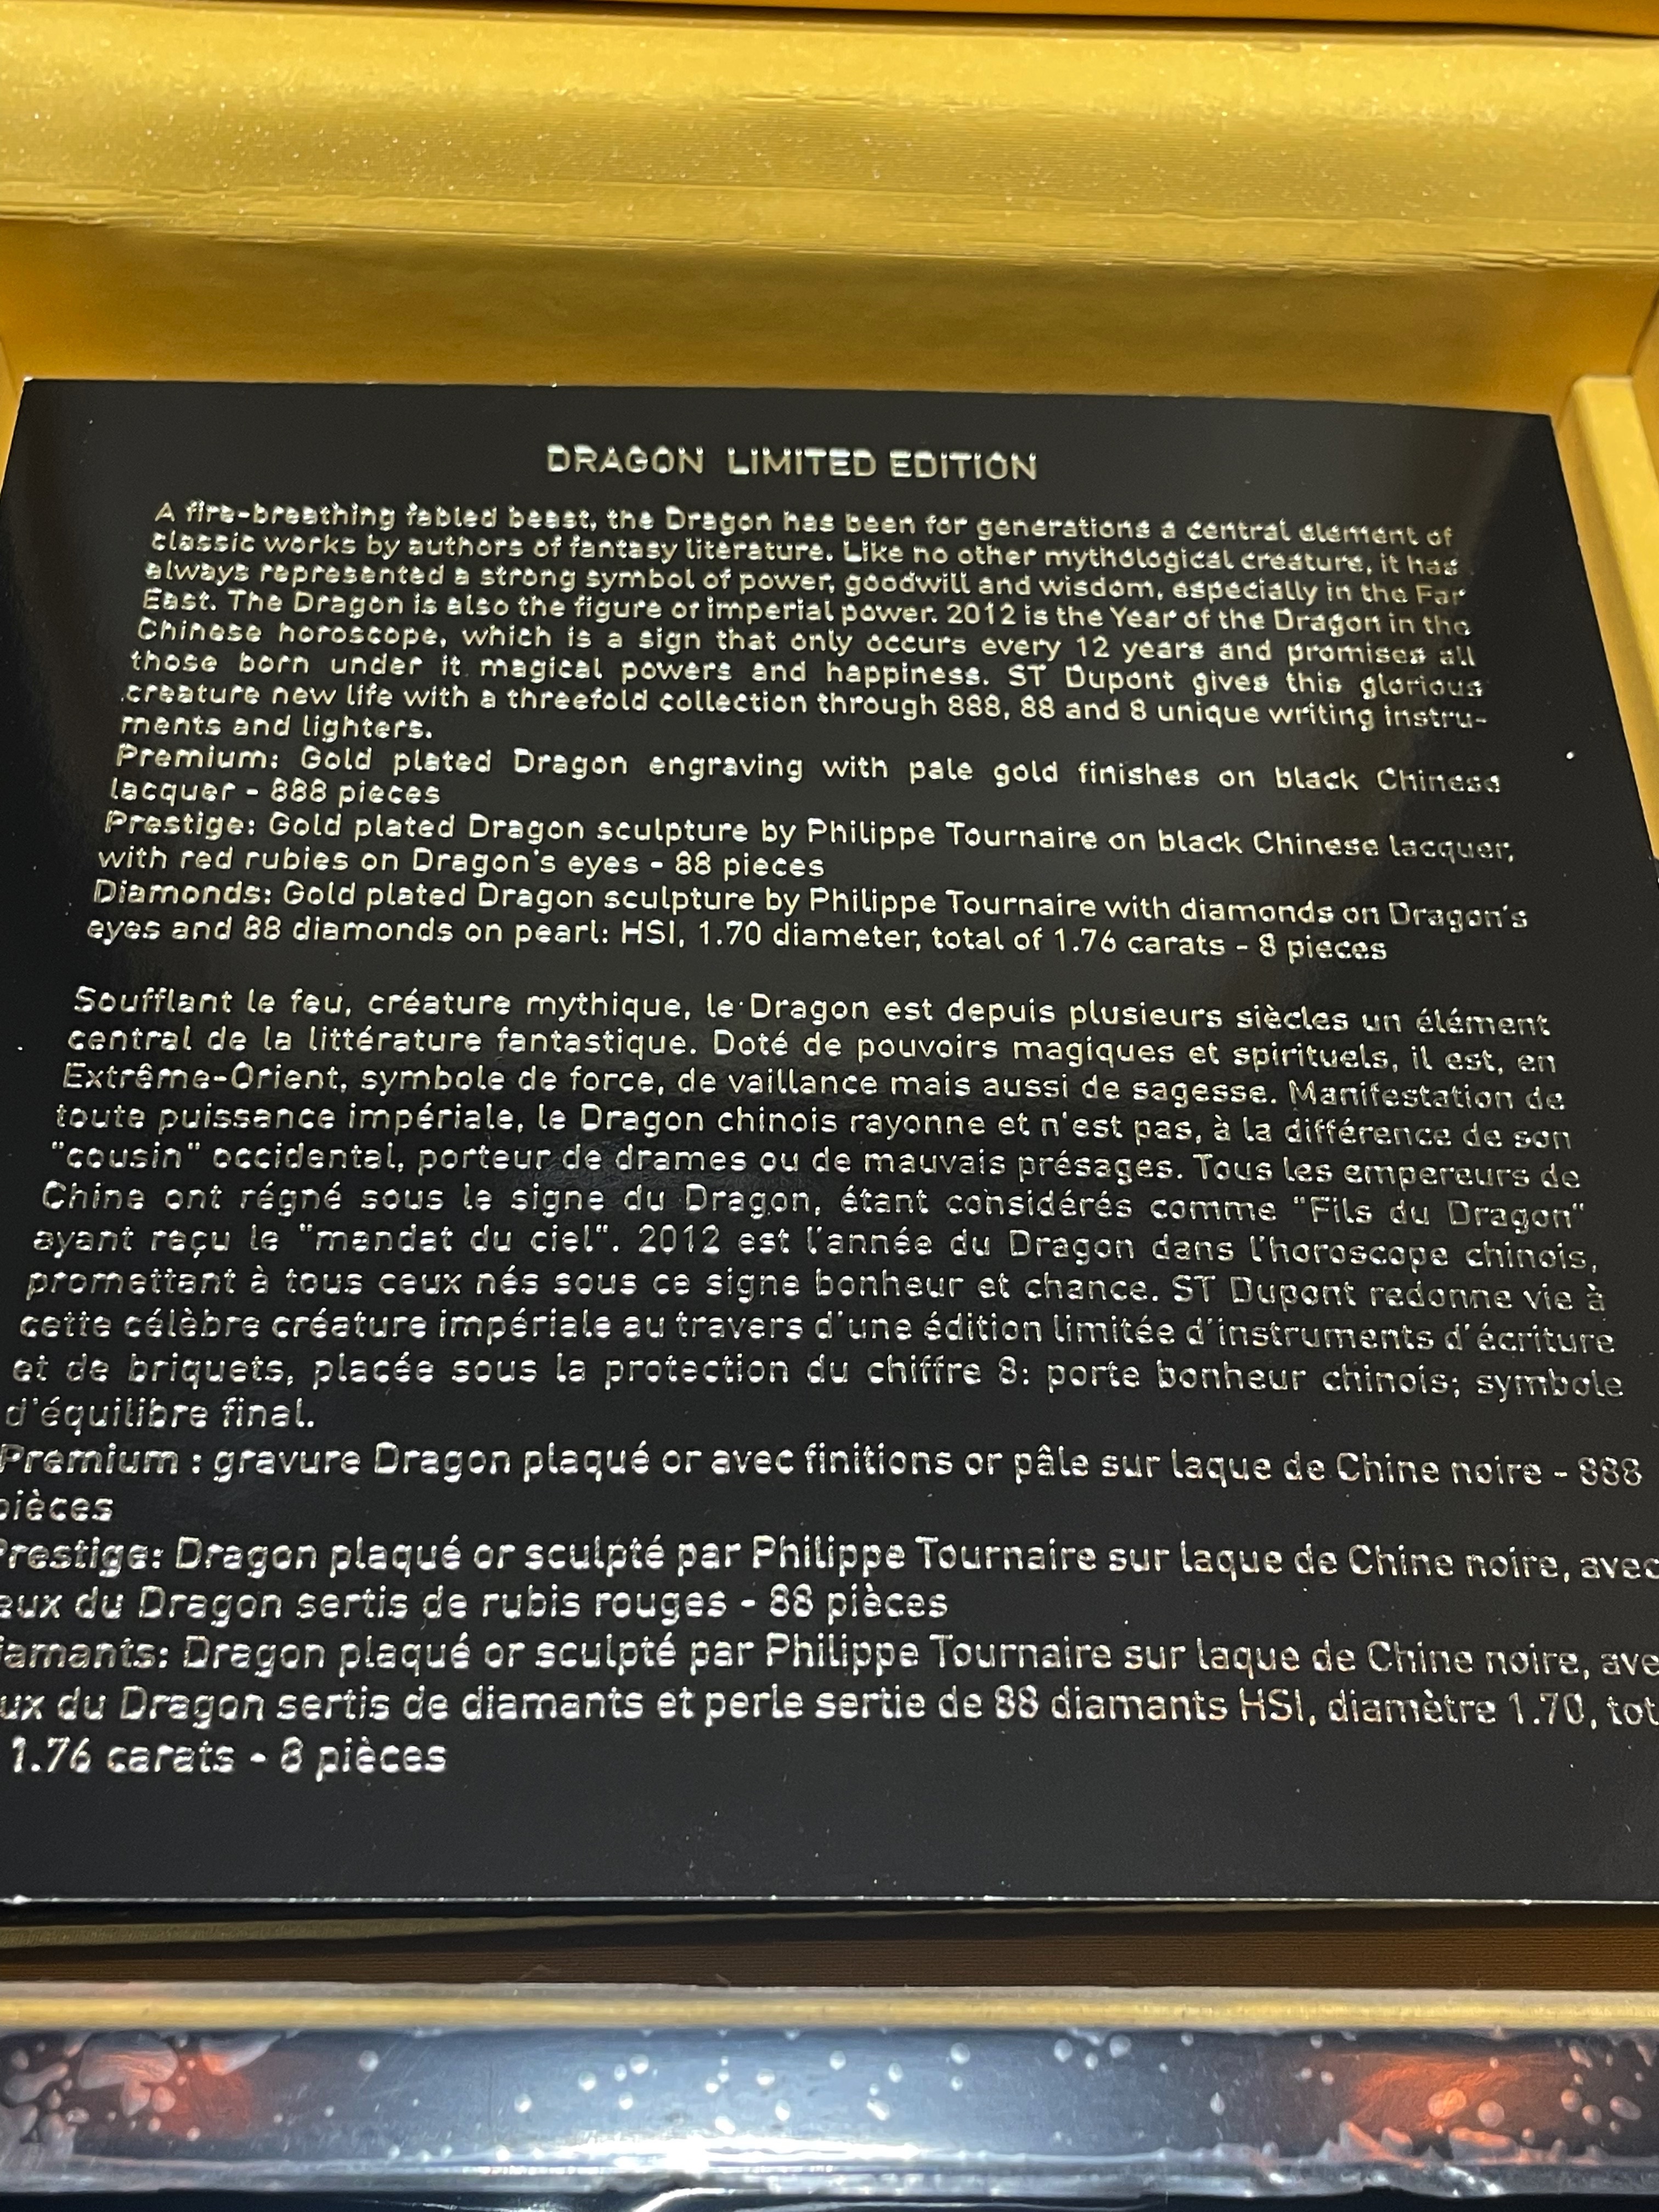 DRAGON LIMITED EDITION
A fire-breathing fabled beast, the Dragon has been for generations a central element of
classic works by authors of fantasy literature. Like no other mythological creature, it has
always represented a strong symbol of power, goodwill and wisdom, especially in the Far
East. The Dragon is also the figure of imperial power. 2012 is the Year of the Dragon in the
Chinese horoscope, which is a sign that only occurs every 12 years and promises all
those born under it magical powers and happiness. ST Dupont gives this glorious
creature new life with a threefold collection through 888, 88 and 8 unique writing instru-
ments and lighters.
Premium: Gold plated Dragon engraving with pale gold finishes on black Chinese
lacquer - 888 pieces
Prestige: Gold plated Dragon sculpture by Philippe Tournaire on black Chinese lacquer,
with red rubies on Dragon's eyes - 88 pieces
Diamonds: Gold plated Dragon sculpture by Philippe Tournaire with diamonds on Dragon's
eyes and 88 diamonds on pearl: HSI, 1.70 diameter, total of 1.76 carats - 8 pieces
Soufflant le feu, créature mythique, le Dragon est depuis plusieurs siècles un élément
central de la littérature fantastique. Doté de pouvoirs magiques et spirituels, il est, en
Extrême-Orient, symbole de force, de vaillance mais aussi de sagesse. Manifestation de
toute puissance impériale, le Dragon chinois rayonne et n'est pas, à la différence de son
"cousin" occidental, porteur de drames ou de mauvais présages. Tous les empereurs de
Chine ont régné sous le signe du Dragon, étant considérés comme "Fils du Dragon"
ayant reçu le "mandat du ciel". 2012 est l'année du Dragon dans l'horoscope chinois,
promettant à tous ceux nés sous ce signe bonheur et chance. ST Dupont redonne vie à
cette célèbre créature impériale au travers d'une édition limitée d'instruments d'écriture
et de briquets, placée sous la protection du chiffre 8: porte bonheur chinois; symbole
d'équilibre final.
Premium : gravure Dragon plaqué or avec finitions or pâle sur laque de Chine noire - 888
pièces
Prestige: Dragon plaqué or sculpté par Philippe Tournaire sur laque de Chine noire, avec
eux du Dragon sertis de rubis rouges - 88 pièces
iamants: Dragon plaqué or sculpté par Philippe Tournaire sur laque de Chine noire, ave
ux du Dragon sertis de diamants et perle sertie de 88 diamants HSI, diamètre 1.70, tot
1.76 carats - 8 pièces